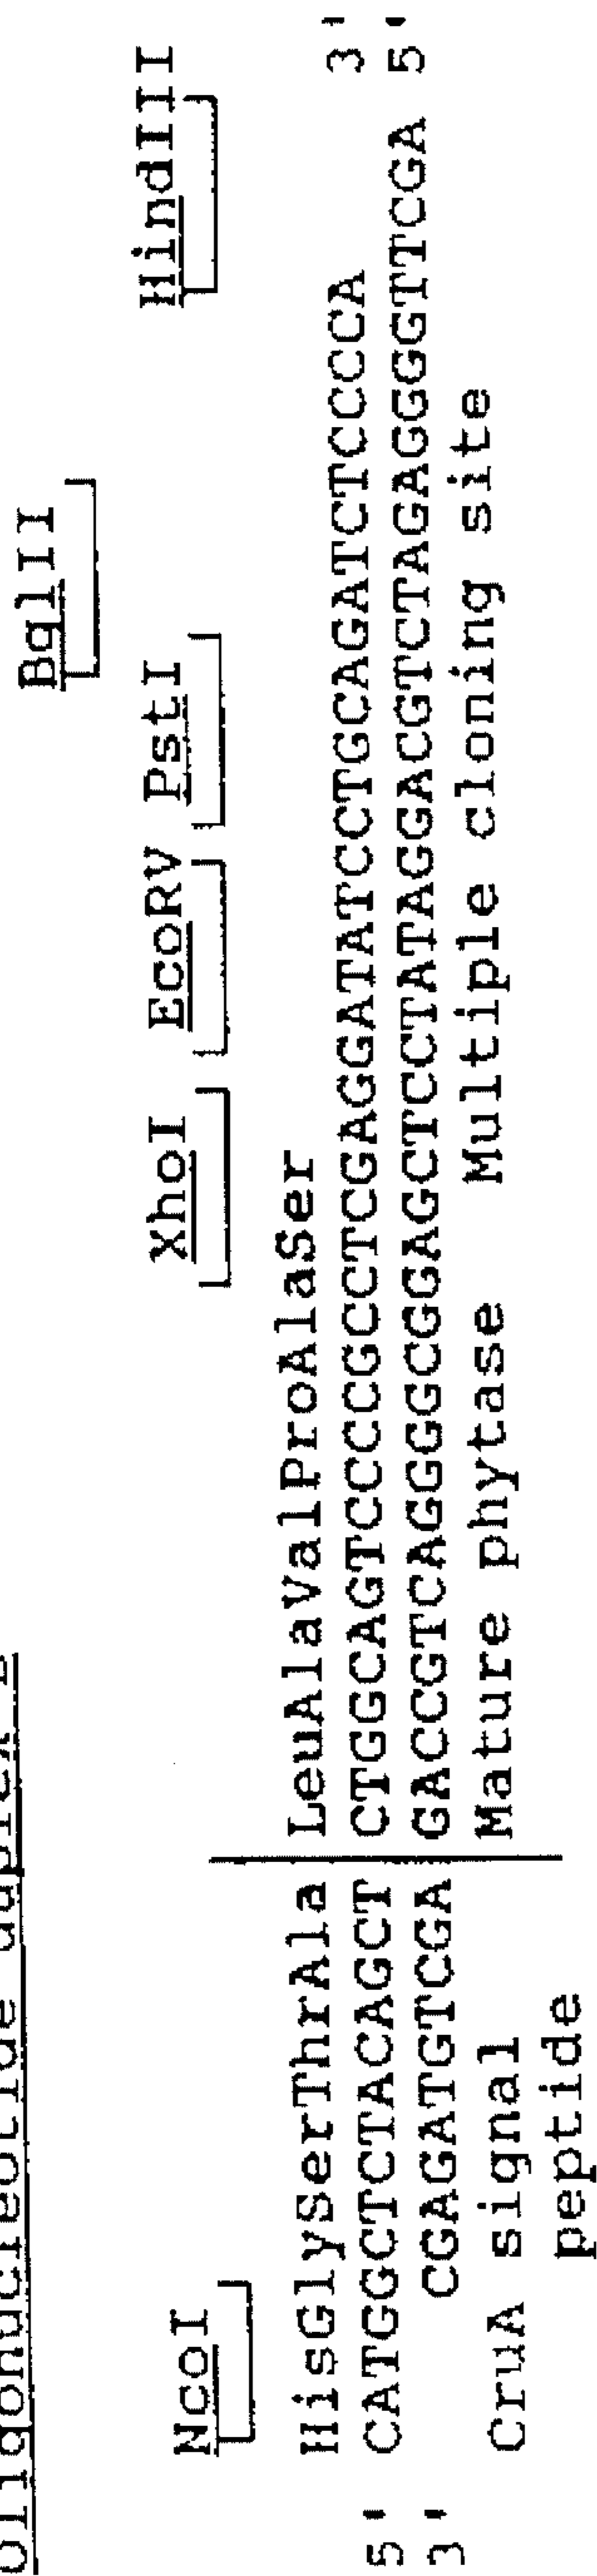 Oligonucleotide duplex
BglII
NcoI XhoI EcoRV PstI HindIII
HisGlySerThrAla LeuAlaValProAlaSer
5' CATGGCTCTACAGCT CTGGCAGTCCCCGCCTCGAGGATATCCTGCAGATCTCCCCA 3'
3' CGAGATGTCGA GACCGTCAGGGGCGGAGCTCCTATAGGACGTCTAGAGGGGTTCGA 5'
CruA signal Mature phytase Multiple cloning site
peptide